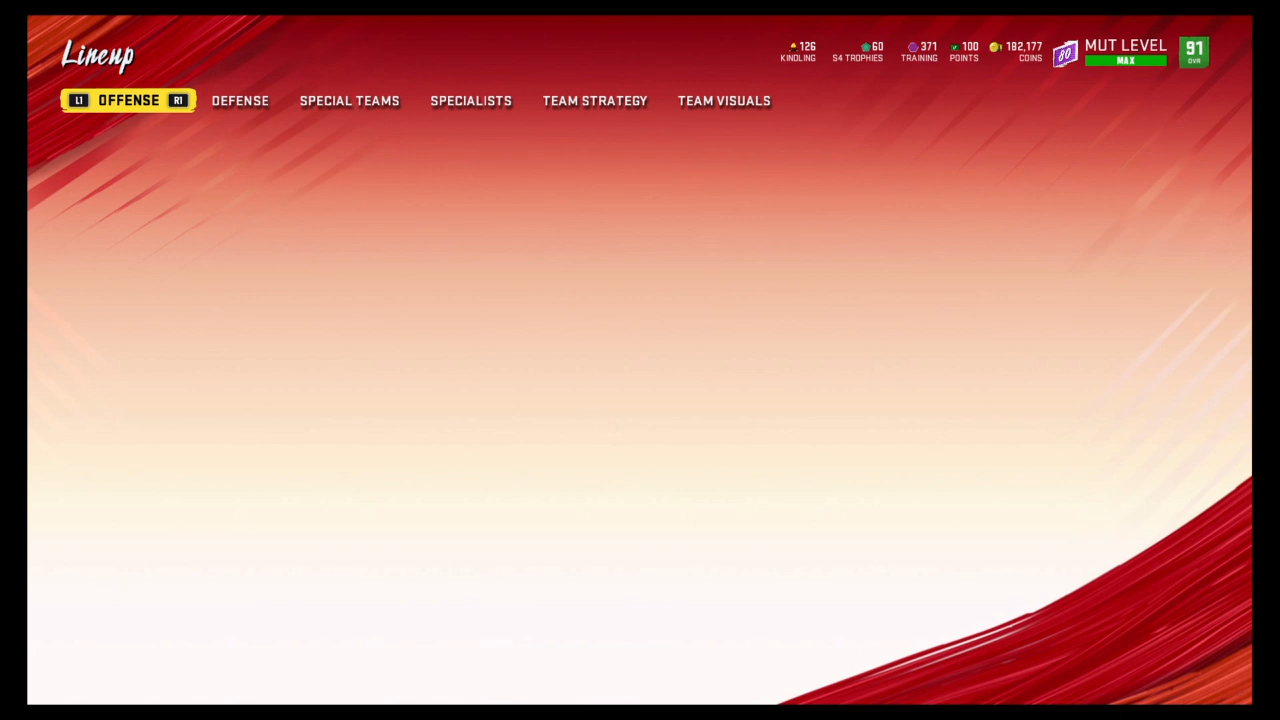 Lineup
126 KINDLING
60 S4 TROPHIES
371 TRAINING
100 POINTS
182,177 COINS
80
MUT LEVEL
MAX
91 OVR
L1 OFFENSE R1 DEFENSE SPECIAL TEAMS SPECIALISTS TEAM STRATEGY TEAM VISUALS